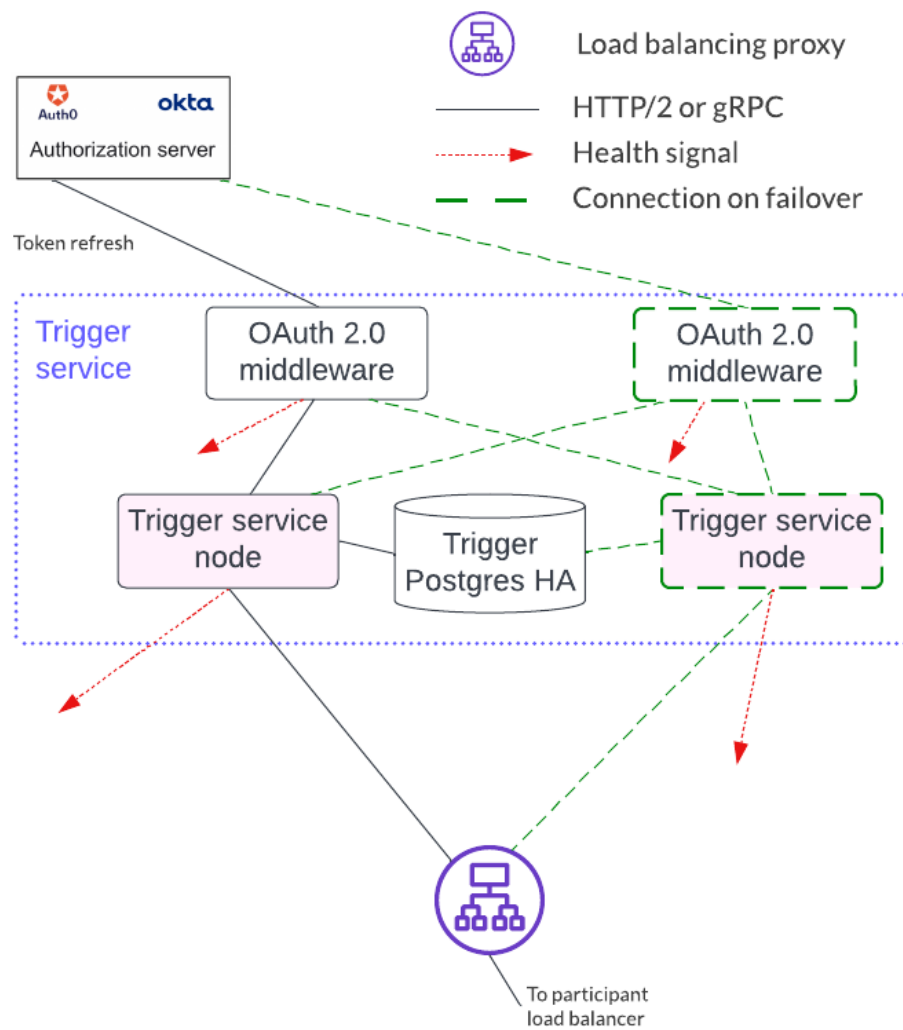 Load balancing proxy
HTTP/2 or gRPC
Health signal
Connection on failover
Auth0
okta
Authorization server
Token refresh
Trigger
service
OAuth 2.0
middleware
OAuth 2.0
middleware
Trigger service
node
Trigger
Postgres HA
Trigger service
node
To participant
load balancer